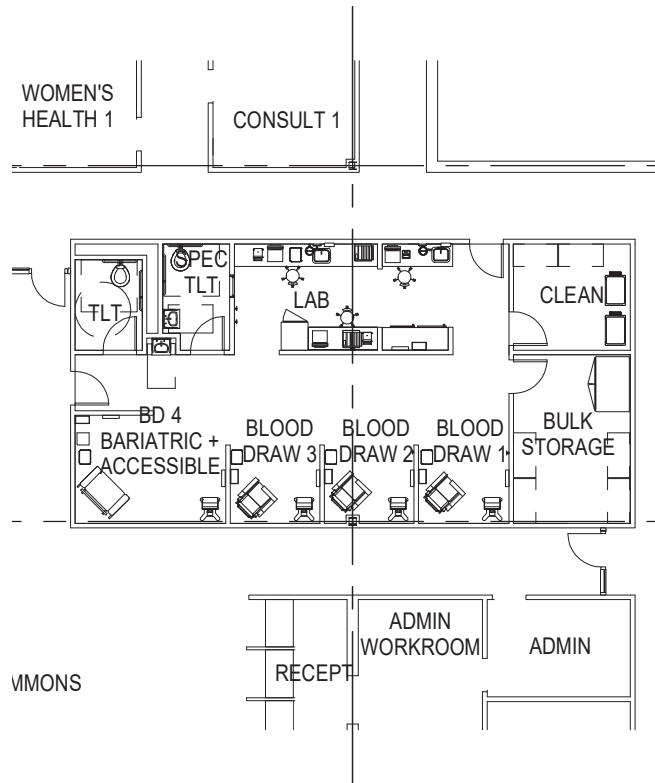 WOMEN'S
HEALTH 1
CONSULT 1
SPEC
TLT
TLT
LAB
CLEAN
BD 4
BARIATRIC +
ACCESSIBLE
BLOOD
DRAW 3
BLOOD
DRAW 2
BLOOD
DRAW 1
BULK
STORAGE
ADMIN
WORKROOM
ADMIN
RECEPT
MMONS